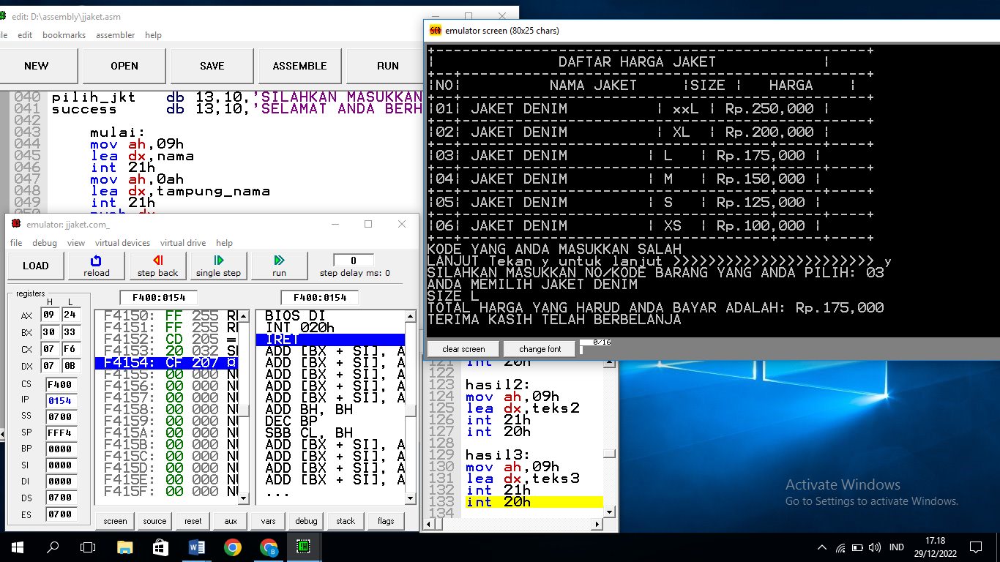 edit: D:\assembly\jjaket.asm
edit bookmarks assembler help
NEW OPEN SAVE ASSEMBLE RUN
040 pilih_jkt db 13,10,'SILAHKAN MASUKKAN
041 success db 13,10,'SELAMAT ANDA BERH
042
043 mulai:
044 mov ah,09h
045 lea dx,nama
046 int 21h
047 mov ah,0ah
048 lea dx,tampung_nama
049 int 21h
emulator screen (80x25 chars)
DAFTAR HARGA JAKET
|NO| NAMA JAKET |SIZE | HARGA |
|01| JAKET DENIM | xxL | Rp.250,000 |
|02| JAKET DENIM | XL | Rp.200,000 |
|03| JAKET DENIM | L | Rp.175,000 |
|04| JAKET DENIM | M | Rp.150,000 |
|05| JAKET DENIM | S | Rp.125,000 |
|06| JAKET DENIM | XS | Rp.100,000 |
KODE YANG ANDA MASUKKAN SALAH
LANJUT Tekan y untuk lanjut >>>>>>>>>>>>>>>>>>>>>>> y
SILAHKAN MASUKKAN NO/KODE BARANG YANG ANDA PILIH: 03
ANDA MEMILIH JAKET DENIM
SIZE L
TOTAL HARGA YANG HARUD ANDA BAYAR ADALAH: Rp.175,000
TERIMA KASIH TELAH BERBELANJA
clear screen change font 0/16
emulator: jjaket.com_
file debug view virtual devices virtual drive help
LOAD reload step back single step run 0
step delay ms: 0
registers
H L
AX 09 24
BX 30 33
CX 07 F6
DX 07 0B
CS F400
IP 0154
SS 0700
SP FFF4
BP 0000
SI 0000
DI 0000
DS 0700
ES 0700
F400:0154
F4150: FF 255 RE
F4151: FF 255 RE
F4152: CD 205 =
F4153: 20 032 SP
F4154: CF 207 ¤
F4155: 00 000 NU
F4156: 00 000 NU
F4157: 00 000 NU
F4158: 00 000 NU
F4159: 00 000 NU
F415A: 00 000 NU
F415B: 00 000 NU
F415C: 00 000 NU
F415D: 00 000 NU
F415E: 00 000 NU
F415F: 00 000 NU
F400:0154
BIOS DI
INT 020h
IRET
ADD [BX + SI], A
ADD [BX + SI], A
ADD [BX + SI], A
ADD [BX + SI], A
ADD [BX + SI], A
ADD BH, BH
DEC BP
SBB CL, BH
ADD [BX + SI], A
ADD [BX + SI], A
ADD [BX + SI], A
ADD [BX + SI], A
...
screen source reset aux vars debug stack flags
121 int 20h
122
123 hasil2:
124 mov ah,09h
125 lea dx,teks2
126 int 21h
127 int 20h
128
129 hasil3:
130 mov ah,09h
131 lea dx,teks3
132 int 21h
133 int 20h
134
Activate Windows
Go to Settings to activate Windows.
IND
17.18
29/12/2022